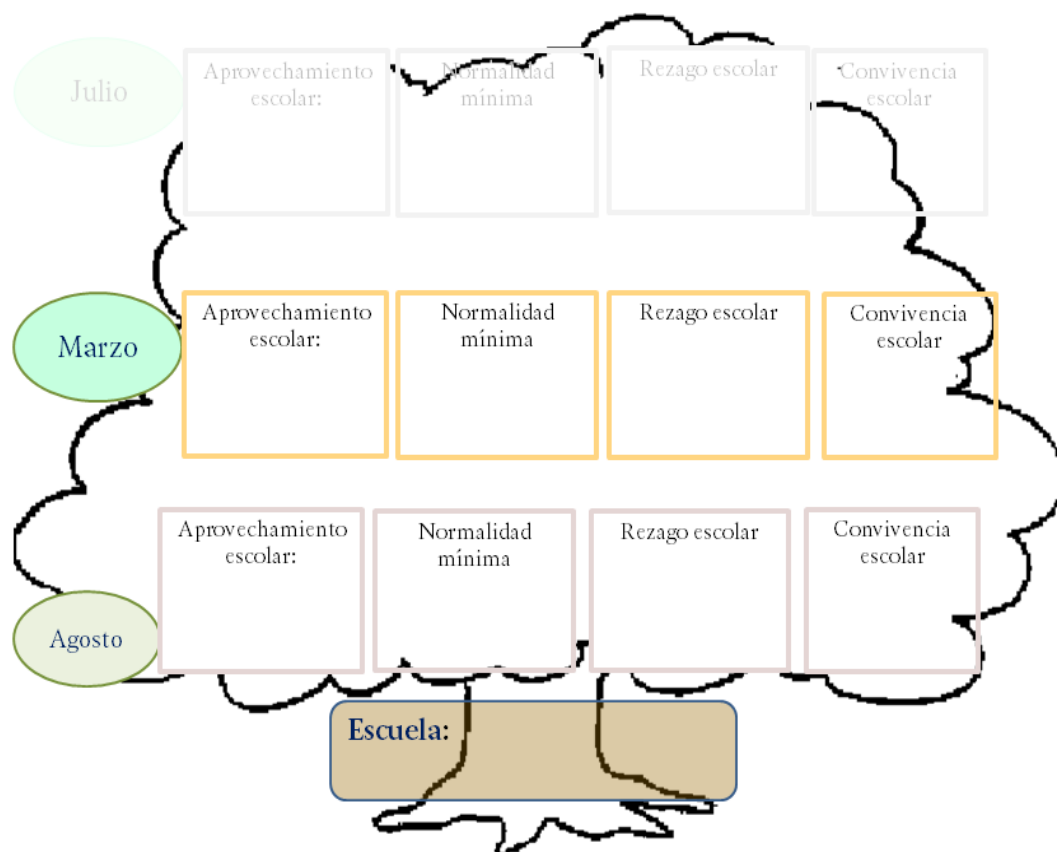 Julio
Aprovechamiento
escolar:
Normalidad
mínima
Rezago escolar
Convivencia
escolar
Marzo
Aprovechamiento
escolar:
Normalidad
mínima
Rezago escolar
Convivencia
escolar
Agosto
Aprovechamiento
escolar:
Normalidad
mínima
Rezago escolar
Convivencia
escolar
Escuela: